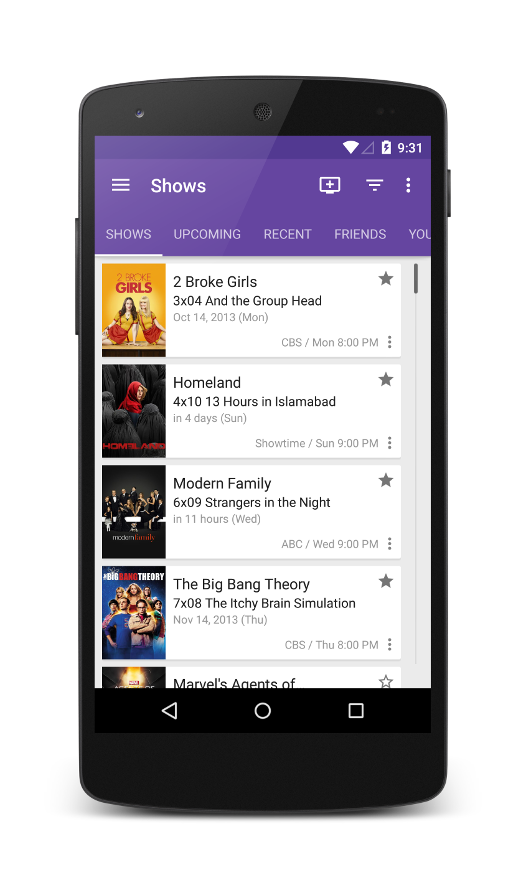 9:31
Shows
SHOWS UPCOMING RECENT FRIENDS YOU
2 BROKE
GIRLS
2 Broke Girls
3x04 And the Group Head
Oct 14, 2013 (Mon)
CBS / Mon 8:00 PM
HOMELAND
Homeland
4x10 13 Hours in Islamabad
in 4 days (Sun)
Showtime / Sun 9:00 PM
modern family
Modern Family
6x09 Strangers in the Night
in 11 hours (Wed)
ABC / Wed 9:00 PM
BIG BANG THEORY
The Big Bang Theory
7x08 The Itchy Brain Simulation
Nov 14, 2013 (Thu)
CBS / Thu 8:00 PM
MARVEL
Marvel's Agents of